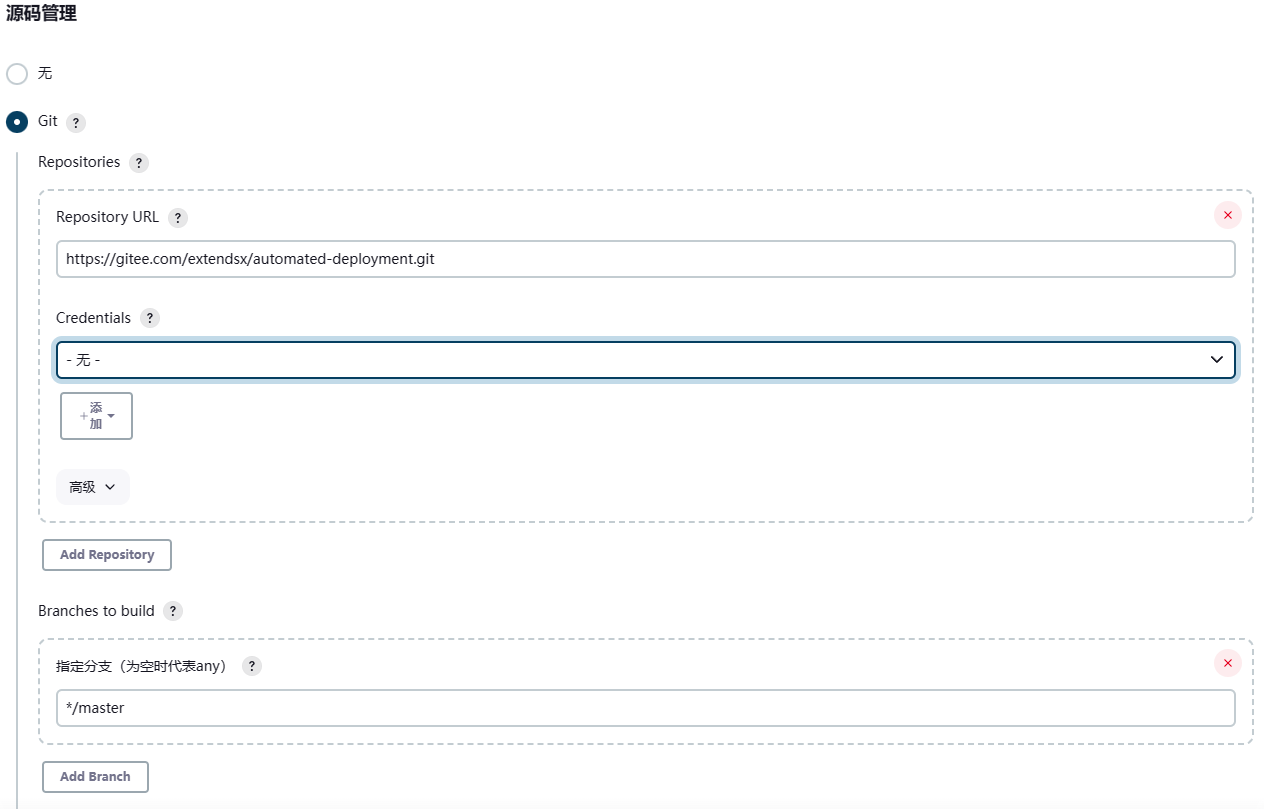 源码管理
无
Git ?
Repositories ?
Repository URL ?
https://gitee.com/extendsx/automated-deployment.git
Credentials ?
- 无 -
+添
加
高级
Add Repository
Branches to build ?
指定分支（为空时代表any） ?
*/master
Add Branch